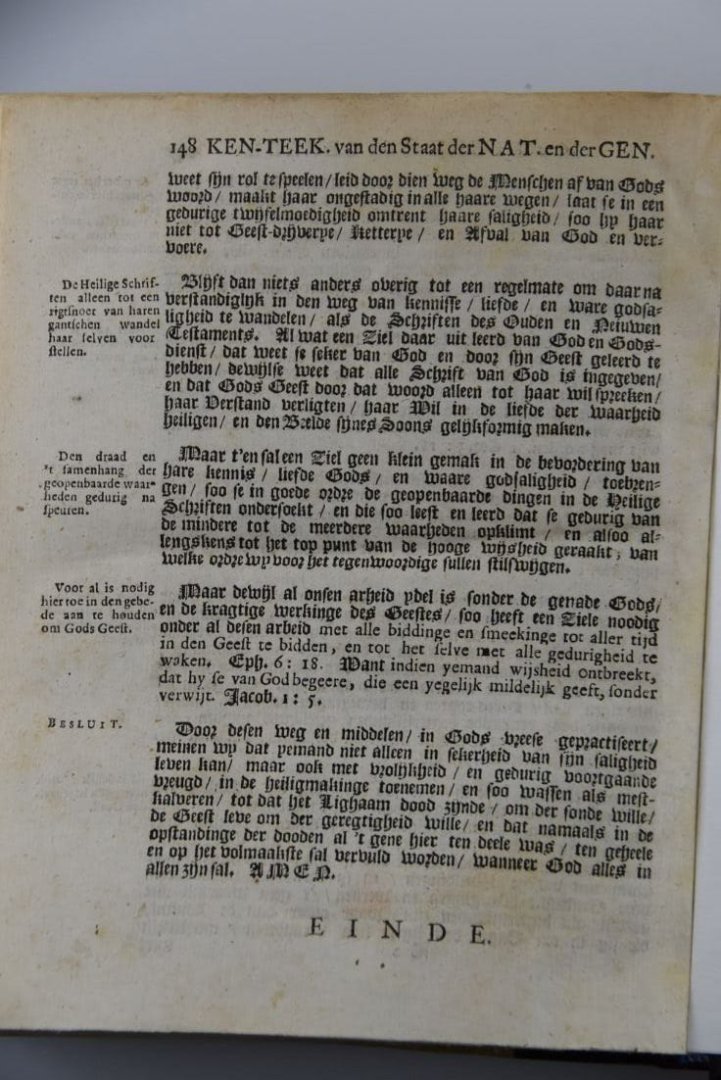 148 KEN-TEEK. van den Staat der NAT. en der GEN.
weet sijn rol te speelen / leid door dien weg de Menschen af van Gods
woord / maakt haar ongestadig in alle haare wegen / laat se in een
gedurige twijfelmoedigheid omtrent haare saligheid / soo hy haar
niet tot Geest-drijverye / Ketterye / en Afval van God en ver-
voere.
De Heilige Schrif-
ten alleen tot een
rigtsnoer van haren
gantschen wandel
haar selven voor
stellen.
Blijft dan niets anders overig tot een regelmate om daar na
verstandiglijk in den weg van kennisse / liefde / en ware godsa-
ligheid te wandelen / als de Schriften des Ouden en Neiuwen
Testaments. Al wat een Ziel daar uit leerd van God en Gods-
dienst / dat weet se seker van God en door sijn Geest geleerd te
hebben / dewijlse weet dat alle Schrift van God is ingegeven /
en dat Gods Geest door dat woord alleen tot haar wil spreeken /
haar Verstand verligten / haar Wil in de liefde der waarheid
heiligen / en den Beelde sijnes Soons gelijkformig maken.
Den draad en
't samenhang der
geopenbaarde waar-
heden gedurig na
speuren.
Maar t'en sal een Ziel geen klein gemak in de bevordering van
hare kennis / liefde Gods / en waare godsaligheid / toebren-
gen / soo se in goede ordre de geopenbaarde dingen in de Heilige
Schriften ondersoekt / en die soo leest en leerd dat se gedurig van
de mindere tot de meerdere waarheden opklimt / en alsoo al-
lengskens tot het top punt van de hooge wijsheid geraakt, van
welke ordre wy voor het tegenwoordige sullen stilswijgen.
Voor al is nodig
hier toe in den gebe-
de aan te houden
om Gods Geest.
Maar dewijl al onsen arbeid ydel is sonder de genade Gods /
en de kragtige werkinge des Geestes / soo heeft een Ziele noodig
onder al desen arbeid met alle biddinge en smeekinge tot aller tijd
in den Geest te bidden, en tot het selve met alle gedurigheid te
waken. Eph. 6: 18. Want indien yemand wijsheid ontbreekt,
dat hy se van God begeere, die een yegelijk mildelijk geeft, sonder
verwijt. Jacob. 1: 5.
BESLUIT.
Door desen weg en middelen / in Gods vreese gepractiseert /
meinen wy dat yemand niet alleen in sekerheid van sijn saligheid
leven kan / maar ook met vrolijkheid / en gedurig voortgaande
vreugd / in de heiligmakinge toenemen / en soo wassen als mest-
kalveren / tot dat het Lighaam dood zijnde / om der sonde wille /
de Geest leve om der geregtigheid wille / en dat namaals in de
opstandinge der dooden al 't gene hier ten deele was / ten geheele
en op het volmaakste sal vervuld worden / wanneer God alles in
allen zijn sal. AMEN.
EINDE.